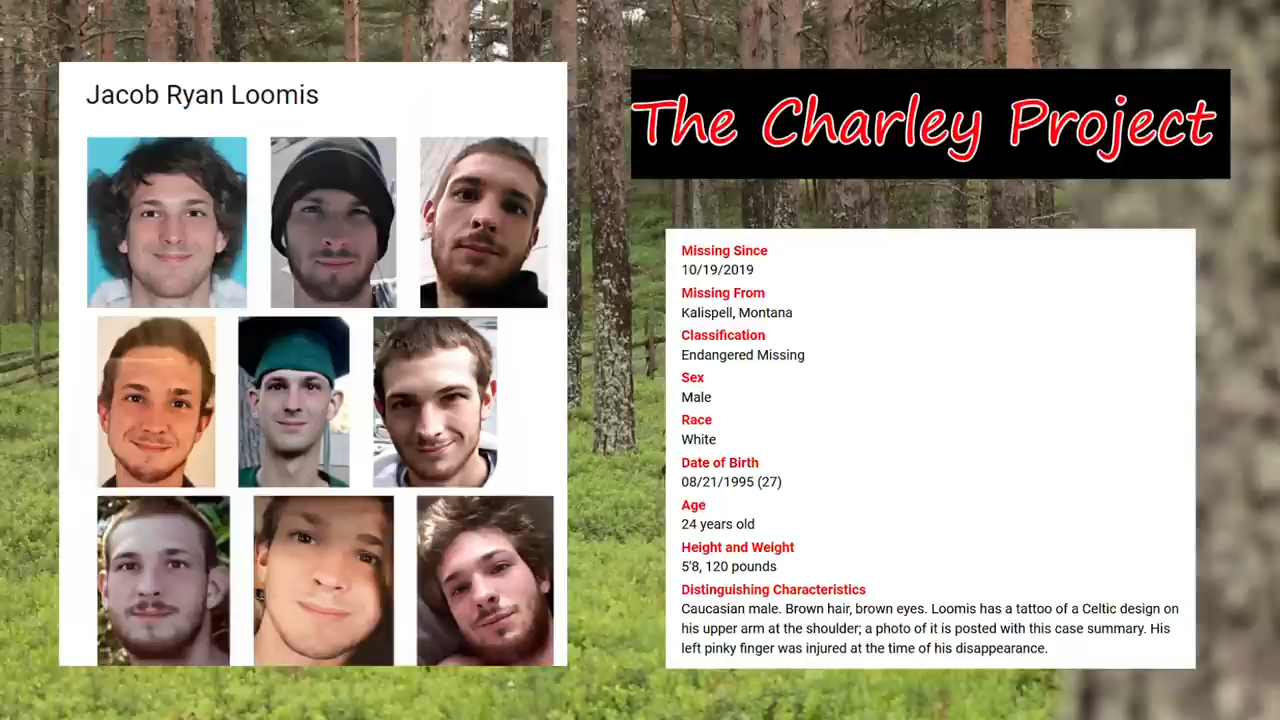 Jacob Ryan Loomis
The Charley Project
Missing Since
10/19/2019
Missing From
Kalispell, Montana
Classification
Endangered Missing
Sex
Male
Race
White
Date of Birth
08/21/1995 (27)
Age
24 years old
Height and Weight
5'8, 120 pounds
Distinguishing Characteristics
Caucasian male. Brown hair, brown eyes. Loomis has a tattoo of a Celtic design on
his upper arm at the shoulder; a photo of it is posted with this case summary. His
left pinky finger was injured at the time of his disappearance.